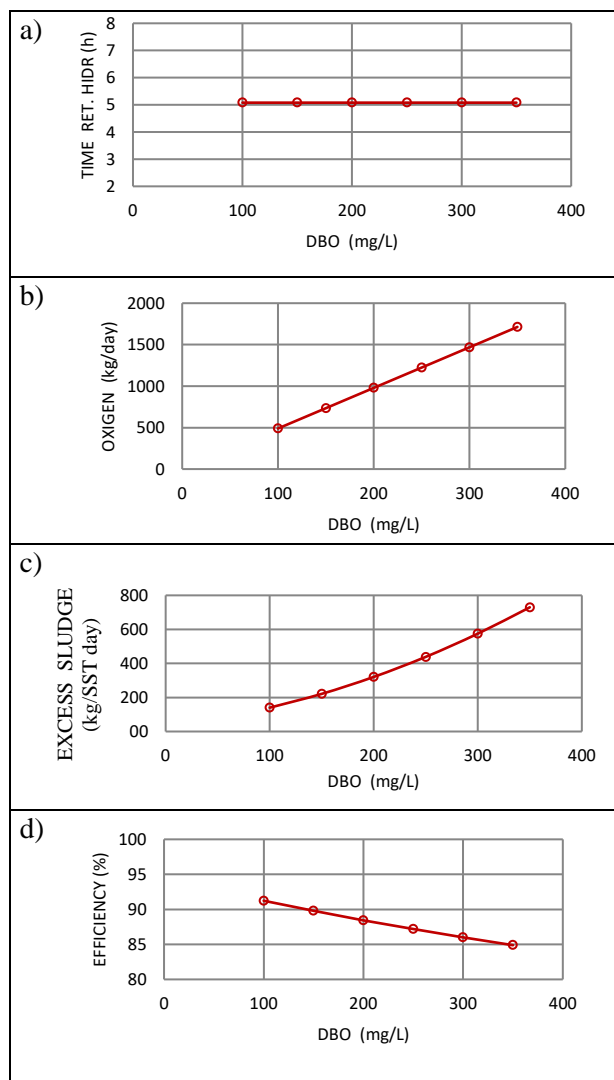 a)
TIME RET. HIDR (h)
8
7
6
5
4
3
2
0 100 200 300 400
DBO (mg/L)
b)
OXIGEN (kg/day)
2000
1500
1000
500
0
0 100 200 300 400
DBO (mg/L)
c)
EXCESS SLUDGE
(kg/SST day)
800
600
400
200
00
0 100 200 300 400
DBO (mg/L)
d)
EFFICIENCY (%)
100
95
90
85
80
0 100 200 300 400
DBO (mg/L)